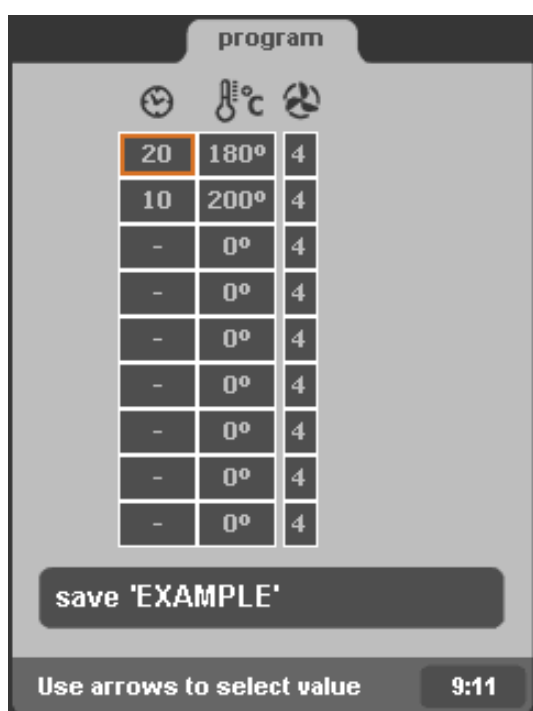 program
°C
20 180º 4
10 200º 4
- 0º 4
- 0º 4
- 0º 4
- 0º 4
- 0º 4
- 0º 4
- 0º 4
save 'EXAMPLE'
Use arrows to select value 9:11